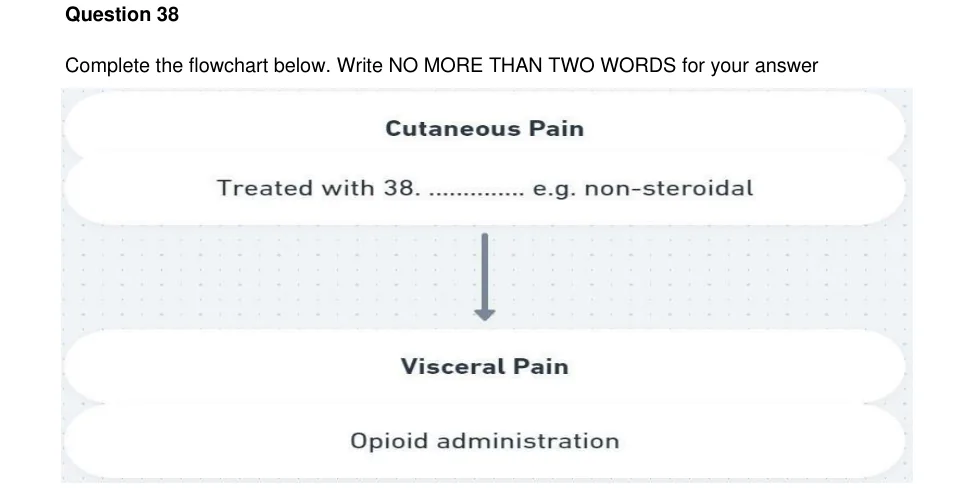 Question 38
Complete the flowchart below. Write NO MORE THAN TWO WORDS for your answer
Cutaneous Pain
Treated with 38. .............. e.g. non-steroidal
Visceral Pain
Opioid administration